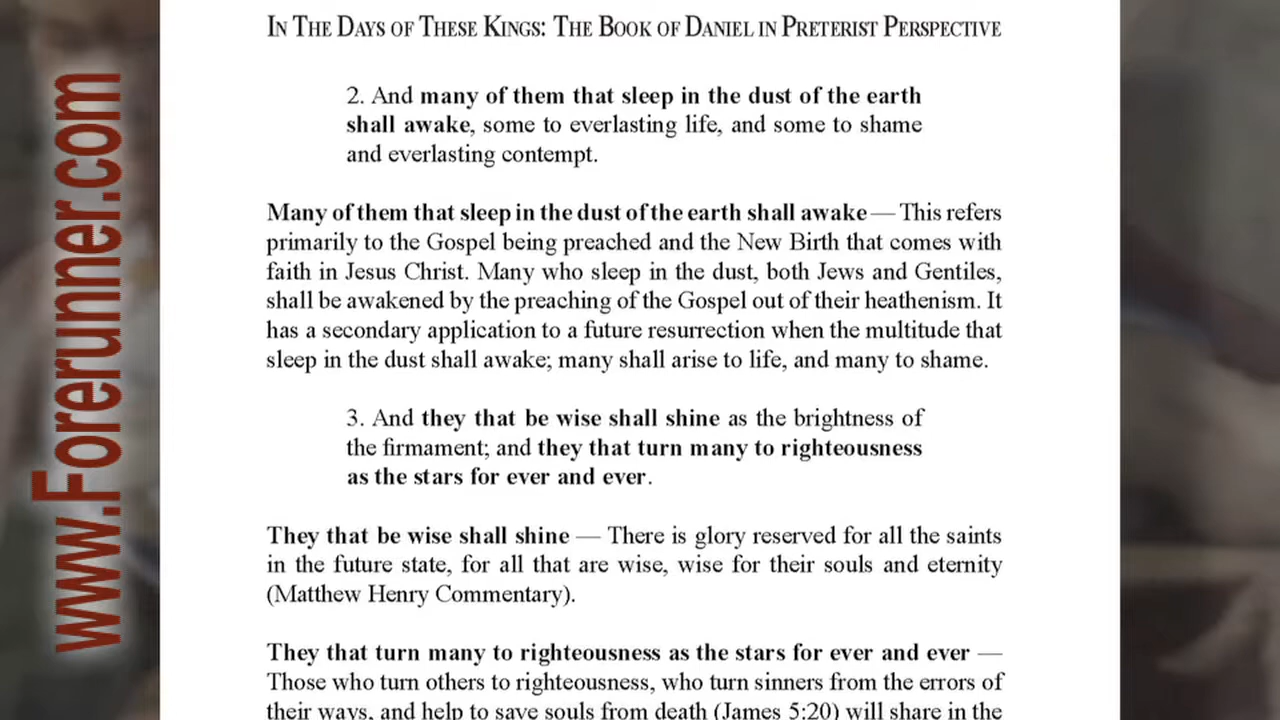 IN THE DAYS OF THESE KINGS: THE BOOK OF DANIEL IN PRETERIST PERSPECTIVE
2. And many of them that sleep in the dust of the earth
shall awake, some to everlasting life, and some to shame
and everlasting contempt.
Many of them that sleep in the dust of the earth shall awake — This refers
primarily to the Gospel being preached and the New Birth that comes with
faith in Jesus Christ. Many who sleep in the dust, both Jews and Gentiles,
shall be awakened by the preaching of the Gospel out of their heathenism. It
has a secondary application to a future resurrection when the multitude that
sleep in the dust shall awake; many shall arise to life, and many to shame.
3. And they that be wise shall shine as the brightness of
the firmament; and they that turn many to righteousness
as the stars for ever and ever.
They that be wise shall shine — There is glory reserved for all the saints
in the future state, for all that are wise, wise for their souls and eternity
(Matthew Henry Commentary).
They that turn many to righteousness as the stars for ever and ever —
Those who turn others to righteousness, who turn sinners from the errors of
their ways, and help to save souls from death (James 5:20) will share in the
www.Forerunner.com